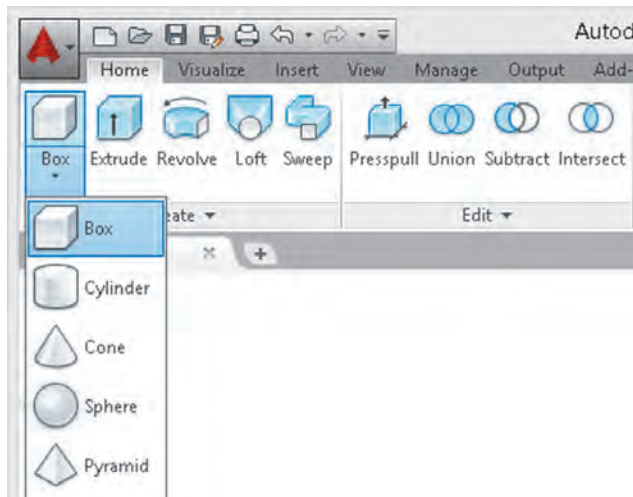 Autod
Home Visualize Insert View Manage Output Add-
Box Extrude Revolve Loft Sweep Presspull Union Subtract Intersect
eate Edit
Box
Cylinder
Cone
Sphere
Pyramid